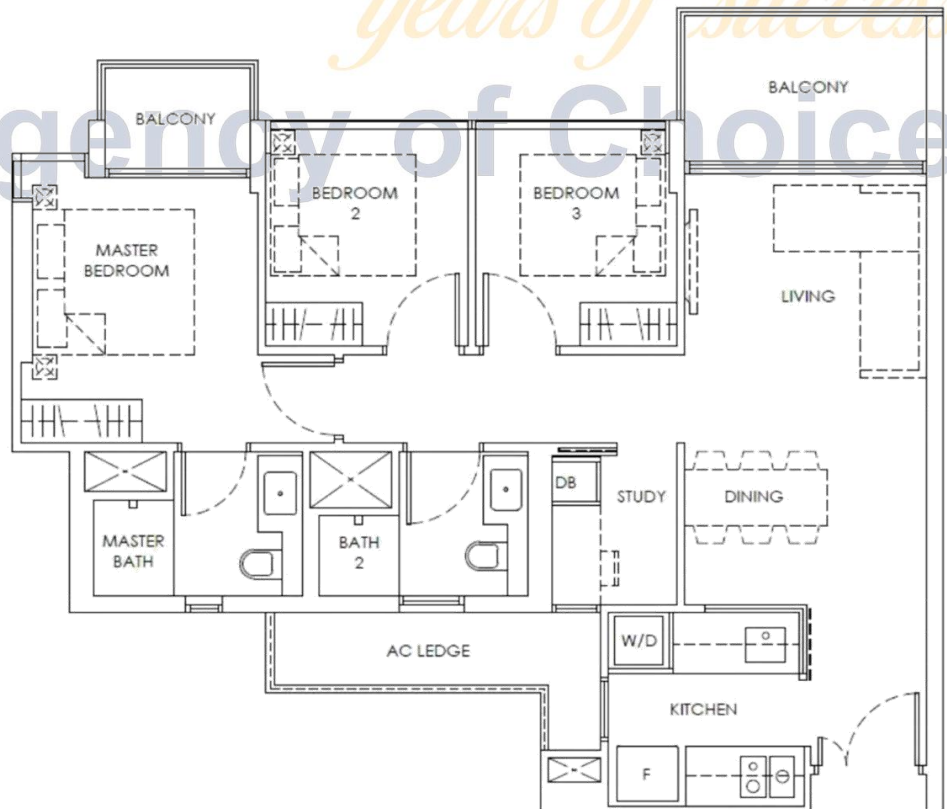 years of success
gency of Choice
BALCONY
BALCONY
BEDROOM
2
BEDROOM
3
MASTER
BEDROOM
LIVING
DB
STUDY
DINING
MASTER
BATH
BATH
2
W/D
AC LEDGE
KITCHEN
F